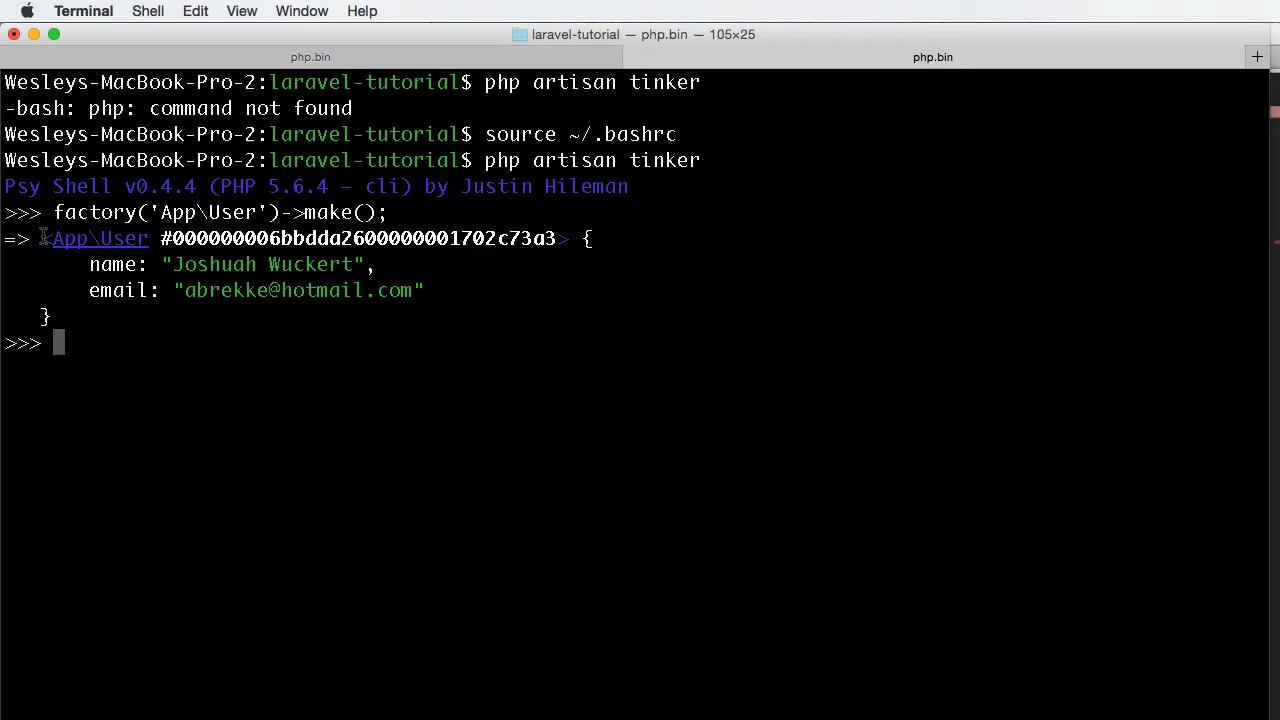 Terminal Shell Edit View Window Help
laravel-tutorial — php.bin — 105×25
php.bin php.bin +
Wesleys-MacBook-Pro-2:laravel-tutorial$ php artisan tinker
-bash: php: command not found
Wesleys-MacBook-Pro-2:laravel-tutorial$ source ~/.bashrc
Wesleys-MacBook-Pro-2:laravel-tutorial$ php artisan tinker
Psy Shell v0.4.4 (PHP 5.6.4 — cli) by Justin Hileman
>>> factory('App\User')->make();
=> <App\User #000000006bbdda2600000001702c73a3> {
name: "Joshuah Wuckert",
email: "abrekke@hotmail.com"
}
>>>